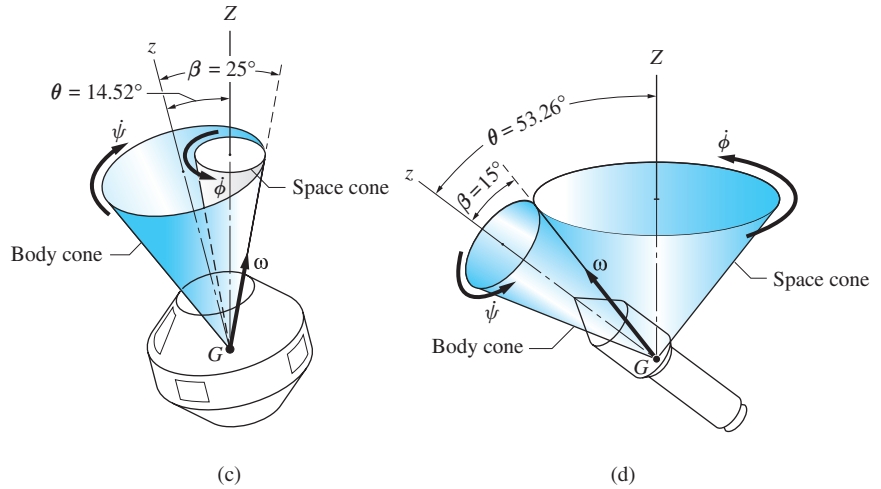 Z
z
β = 25°
θ = 14.52°
ψ̇
ϕ̇
Space cone
Body cone
ω
G
(c)
Z
θ = 53.26°
ϕ̇
z
β = 15°
ω
Space cone
ψ̇
Body cone
G
(d)